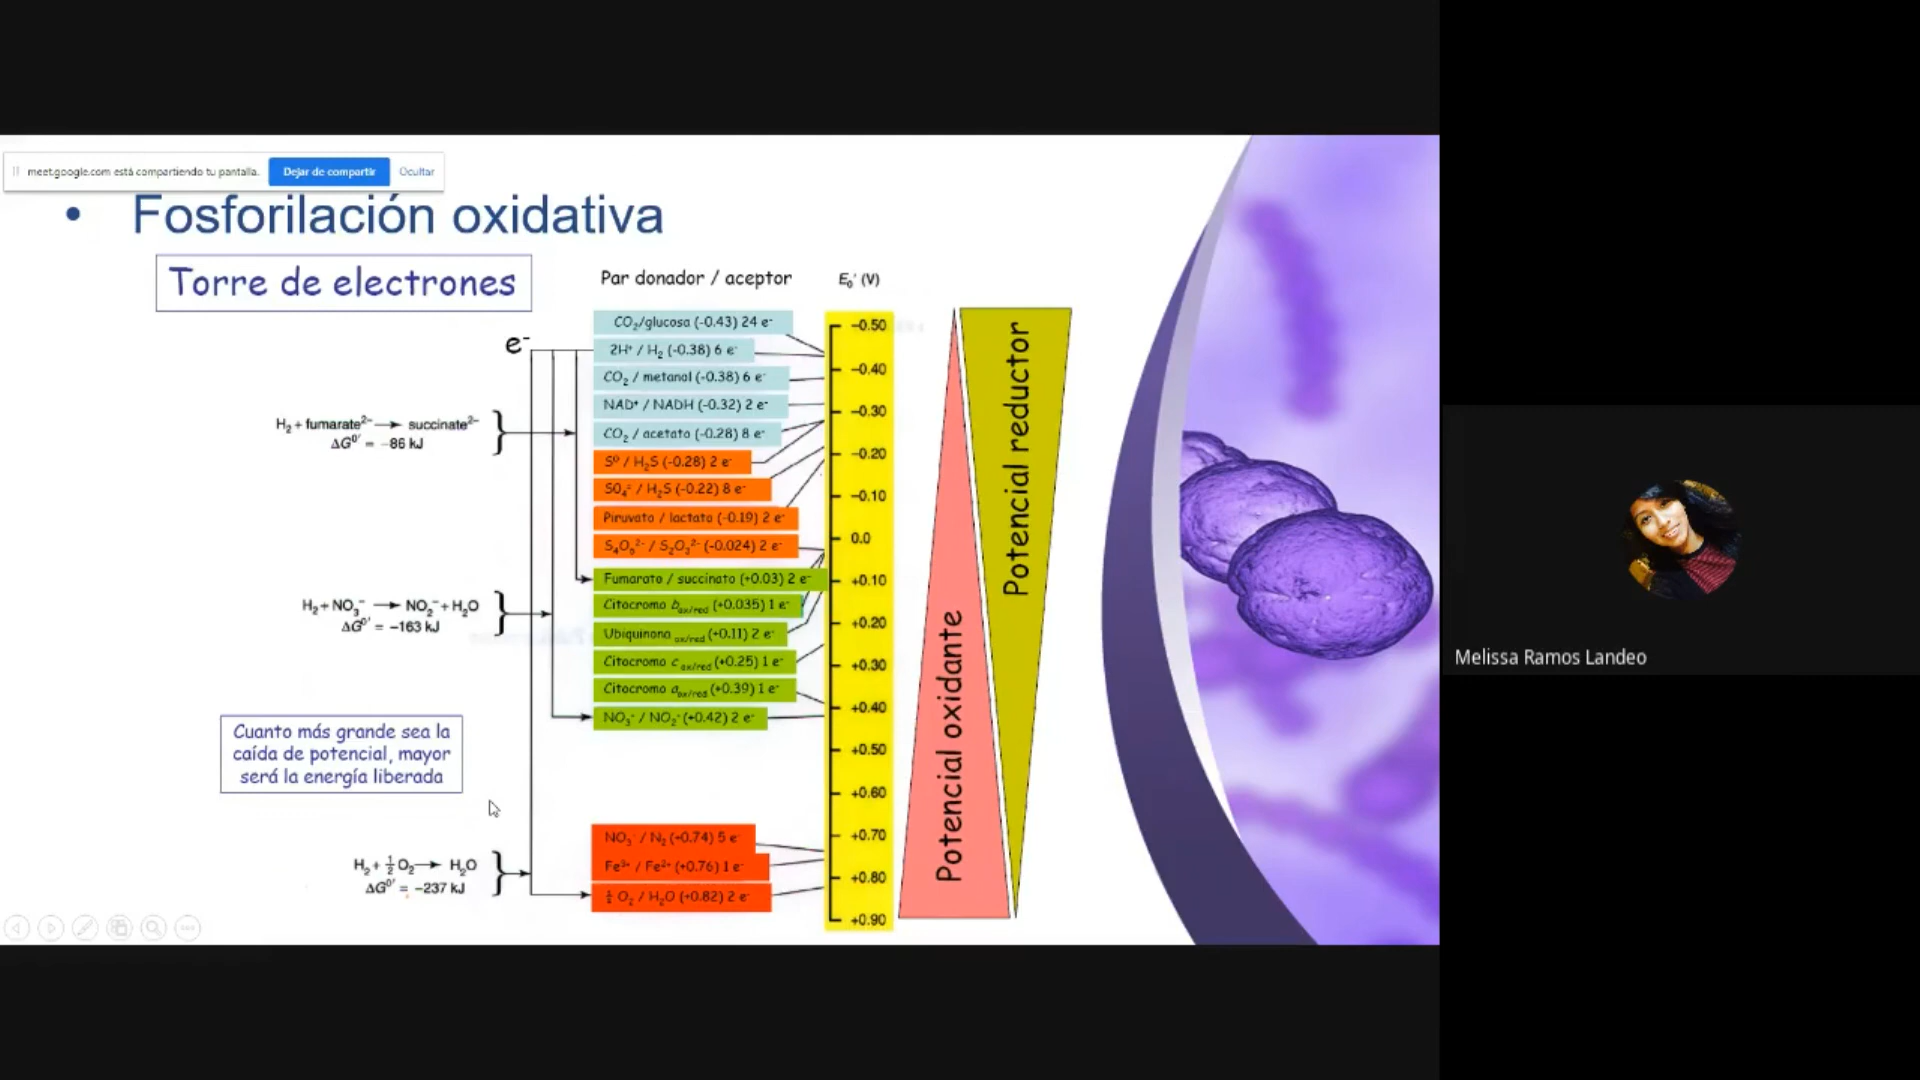 meet.google.com está compartiendo tu pantalla.
Dejar de compartir
Ocultar
• Fosforilación oxidativa
Torre de electrones
Par donador / aceptor
E₀' (V)
e⁻
CO₂/glucosa (-0.43) 24 e⁻
2H⁺ / H₂ (-0.38) 6 e⁻
CO₂ / metanol (-0.38) 6 e⁻
NAD⁺ / NADH (-0.32) 2 e⁻
CO₂ / acetato (-0.28) 8 e⁻
S⁰ / H₂S (-0.28) 2 e⁻
SO₄⁼ / H₂S (-0.22) 8 e⁻
Piruvato / lactato (-0.19) 2 e⁻
S₄O₆²⁻ / S₂O₃²⁻ (-0.024) 2 e⁻
Fumarato / succinato (+0.03) 2 e⁻
Citocromo b ox/red (+0.035) 1 e⁻
Ubiquinona ox/red (+0.11) 2 e⁻
Citocromo c ox/red (+0.25) 1 e⁻
Citocromo a ox/red (+0.39) 1 e⁻
NO₃⁻ / NO₂⁻ (+0.42) 2 e⁻
NO₃⁻ / N₂ (+0.74) 5 e⁻
Fe³⁺ / Fe²⁺ (+0.76) 1 e⁻
½ O₂ / H₂O (+0.82) 2 e⁻
−0.50
−0.40
−0.30
−0.20
−0.10
0.0
+0.10
+0.20
+0.30
+0.40
+0.50
+0.60
+0.70
+0.80
+0.90
H₂ + fumarate²⁻ → succinate²⁻
ΔG⁰' = −86 kJ
H₂ + NO₃⁻ → NO₂⁻ + H₂O
ΔG⁰' = −163 kJ
Cuanto más grande sea la
caída de potencial, mayor
será la energía liberada
H₂ + ½ O₂ → H₂O
ΔG⁰' = −237 kJ
Potencial oxidante
Potencial reductor
Melissa Ramos Landeo